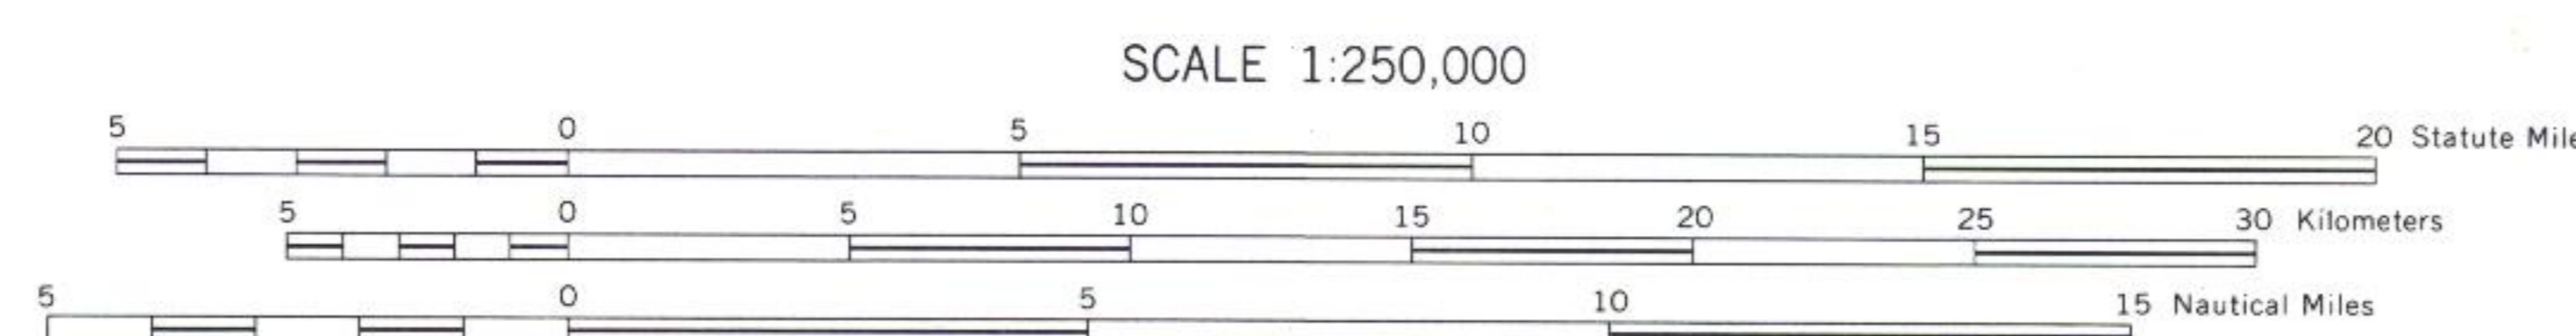 SCALE 1:250,000
5 0 5 10 15 20 Statute Mile
5 0 5 10 15 20 25 30 Kilometers
5 0 5 10 15 Nautical Miles